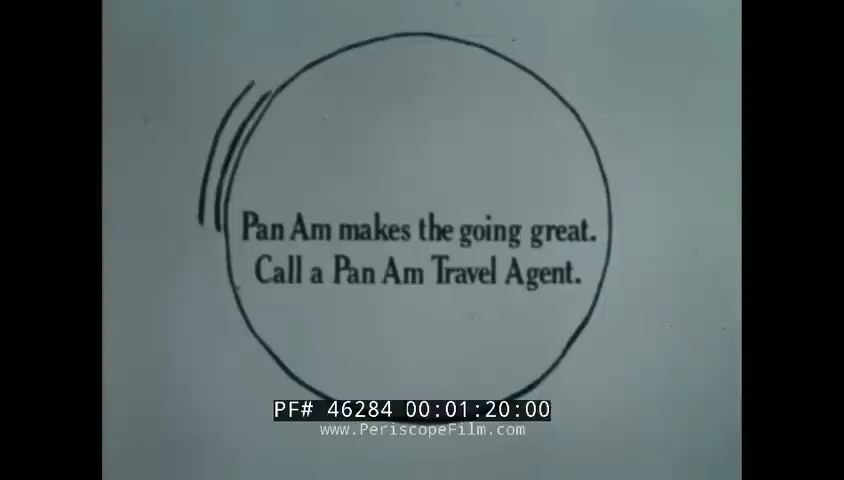 Pan Am makes the going great.
Call a Pan Am Travel Agent.
PF# 46284 00:01:20:00
www.PeriscopeFilm.com